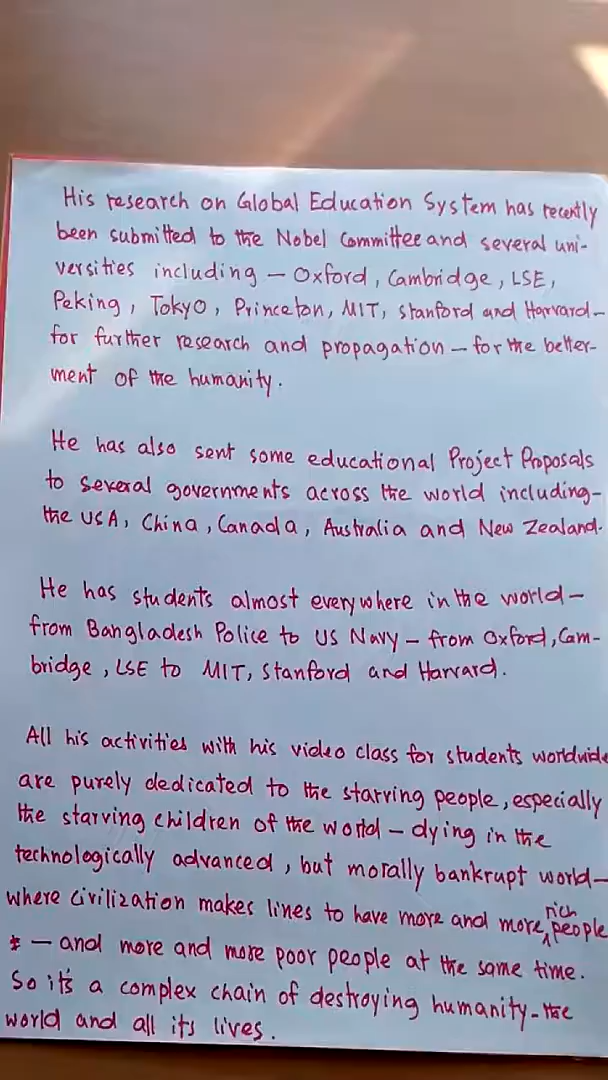 His research on Global Education System has recently
been submitted to the Nobel Committee and several uni-
versities including – Oxford, Cambridge, LSE,
Peking, Tokyo, Princeton, MIT, Stanford and Harvard –
for further research and propagation – for the better-
ment of the humanity.
He has also sent some educational Project Proposals
to several governments across the world including-
the USA, China, Canada, Australia and New Zealand.
He has students almost everywhere in the world –
from Bangladesh Police to US Navy – from Oxford, Cam-
bridge, LSE to MIT, Stanford and Harvard.
All his activities with his video class for students worldwide
are purely dedicated to the starving people, especially
the starving children of the world – dying in the
technologically advanced, but morally bankrupt world –
where civilization makes lines to have more and more rich people
* – and more and more poor people at the same time.
So it's a complex chain of destroying humanity – the
world and all its lives.